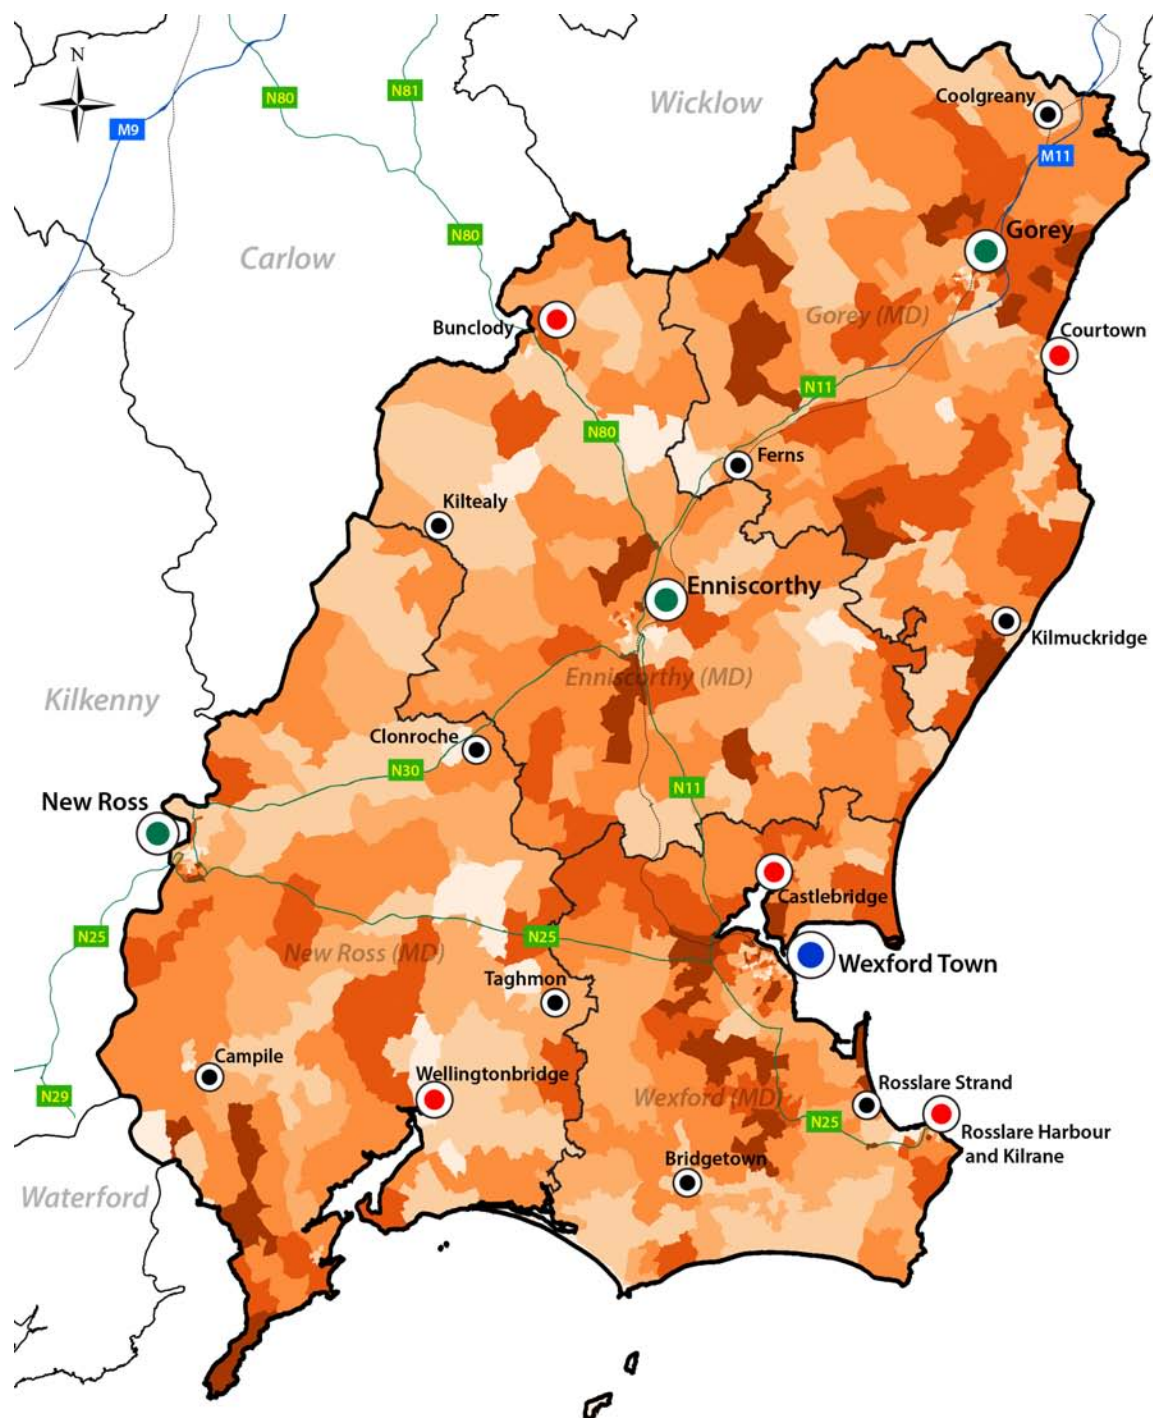 N
N81
N80
Coolgreany
Wicklow
M9
M11
Gorey
N80
Carlow
Gorey (MD)
Bunclody
Courtown
N11
N80
Ferns
Kiltealy
Enniscorthy
Kilmuckridge
Enniscorthy (MD)
Kilkenny
Clonroche
N30
N11
New Ross
Castlebridge
N25
N25
New Ross (MD)
Wexford Town
Taghmon
Campile
Wellingtonbridge
Rosslare Strand
N29
Wexford (MD)
N25
Rosslare Harbour
and Kilrane
Bridgetown
Waterford